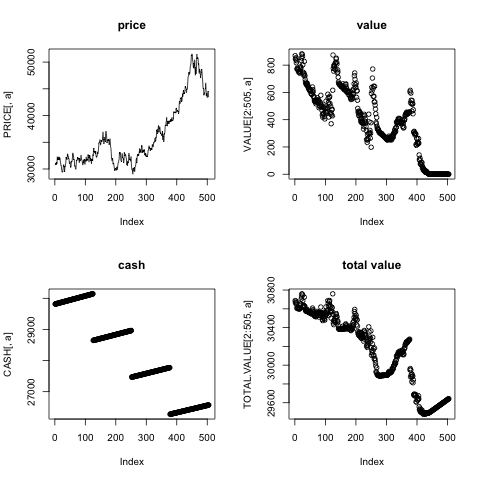 price
PRICE[, a]
50000
40000
30000
0 100 200 300 400 500
Index
value
VALUE[2:505, a]
800
600
400
200
0
0 100 200 300 400 500
Index
cash
CASH[, a]
29000
27000
0 100 200 300 400 500
Index
total value
TOTAL.VALUE[2:505, a]
30800
30400
30000
29600
0 100 200 300 400 500
Index